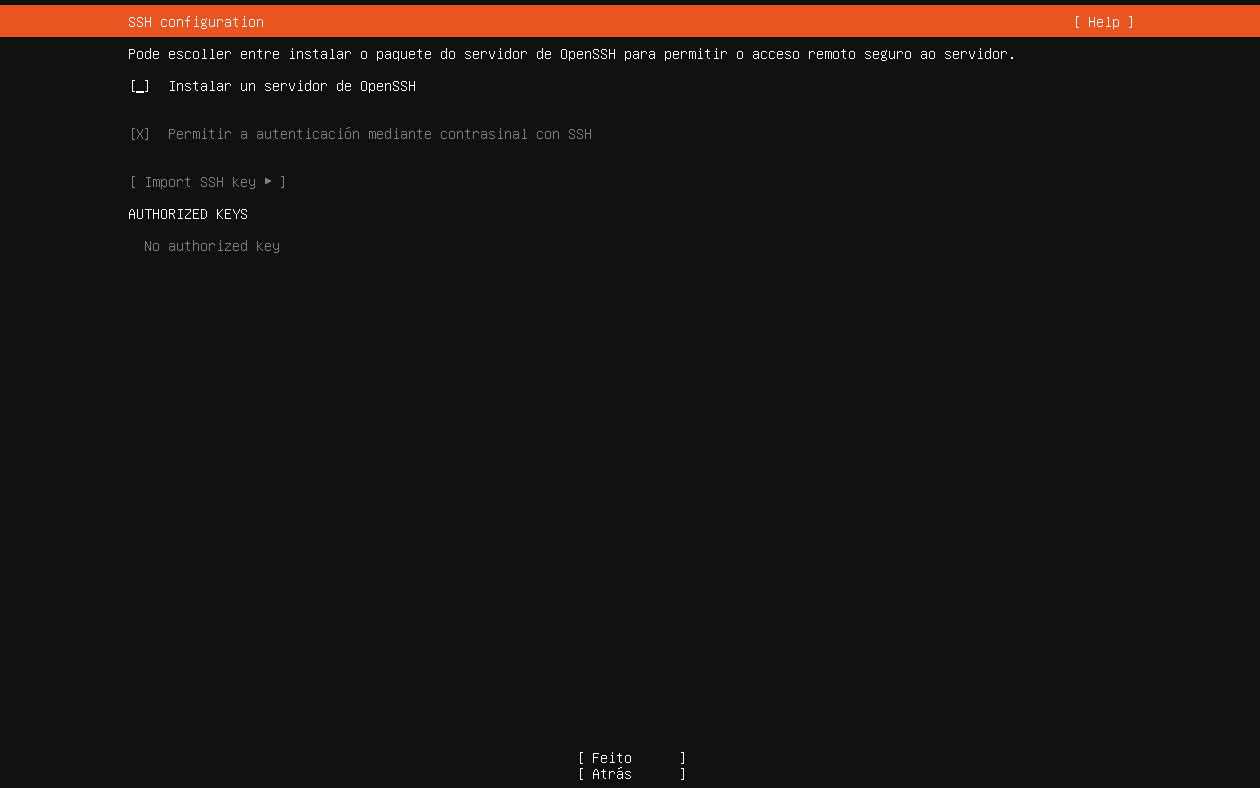 SSH configuration [ Help ]
Pode escoller entre instalar o paquete do servidor de OpenSSH para permitir o acceso remoto seguro ao servidor.
[_] Instalar un servidor de OpenSSH
[X] Permitir a autenticación mediante contrasinal con SSH
[ Import SSH key ▸ ]
AUTHORIZED KEYS
No authorized key
[ Feito ]
[ Atrás ]